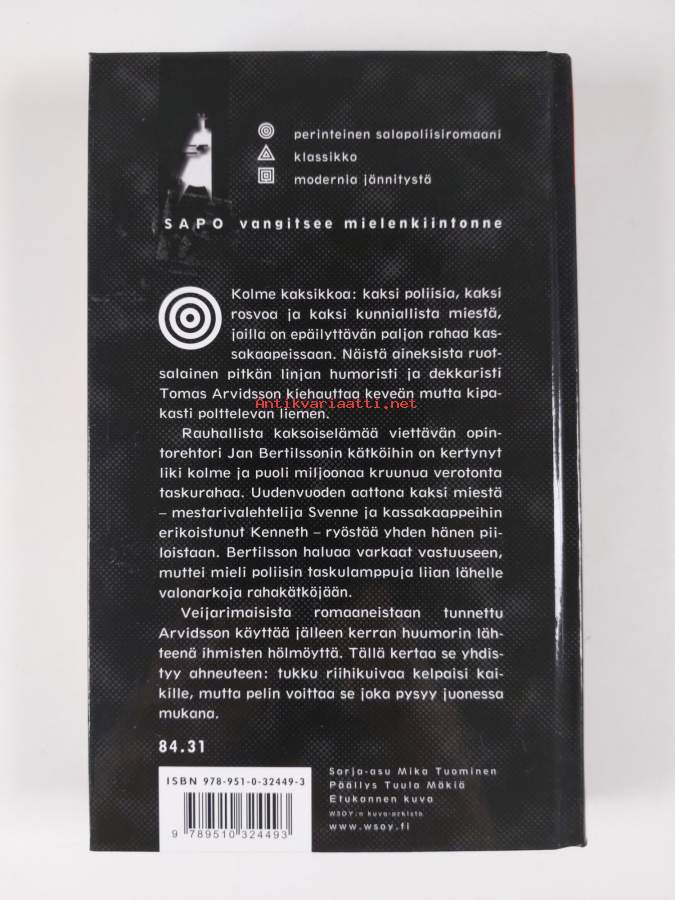 perinteinen salapoliisiromaani
klassikko
modernia jännitystä
SAPO vangitsee mielenkiintonne
Kolme kaksikkoa: kaksi poliisia, kaksi
rosvoa ja kaksi kunniallista miestä,
joilla on epäilyttävän paljon rahaa kas-
sakaapeissaan. Näistä aineksista ruot-
salainen pitkän linjan humoristi ja dekkaristi
Tomas Arvidsson kiehauttaa keveän mutta kipa-
kasti polttelevan liemen.
Antikvariaatti.net
Rauhallista kaksoiselämää viettävän opin-
torehtori Jan Bertilssonin kätköihin on kertynyt
liki kolme ja puoli miljoonaa kruunua verotonta
taskurahaa. Uudenvuoden aattona kaksi miestä
– mestarivalehtelija Svenne ja kassakaappeihin
erikoistunut Kenneth – ryöstää yhden hänen pii-
loistaan. Bertilsson haluaa varkaat vastuuseen,
muttei mieli poliisin taskulamppuja liian lähelle
valonarkoja rahakätköjään.
Veijarimaisista romaaneistaan tunnettu
Arvidsson käyttää jälleen kerran huumorin läh-
teenä ihmisten hölmöyttä. Tällä kertaa se yhdis-
tyy ahneuteen: tukku riihikuivaa kelpaisi kai-
kille, mutta pelin voittaa se joka pysyy juonessa
mukana.
84.31
ISBN 978-951-0-32449-3
9 789510 324493
Sarja-asu Mika Tuominen
Päällys Tuula Mäkiä
Etukannen kuva
WSOY:n kuva-arkisto
www.wsoy.fi